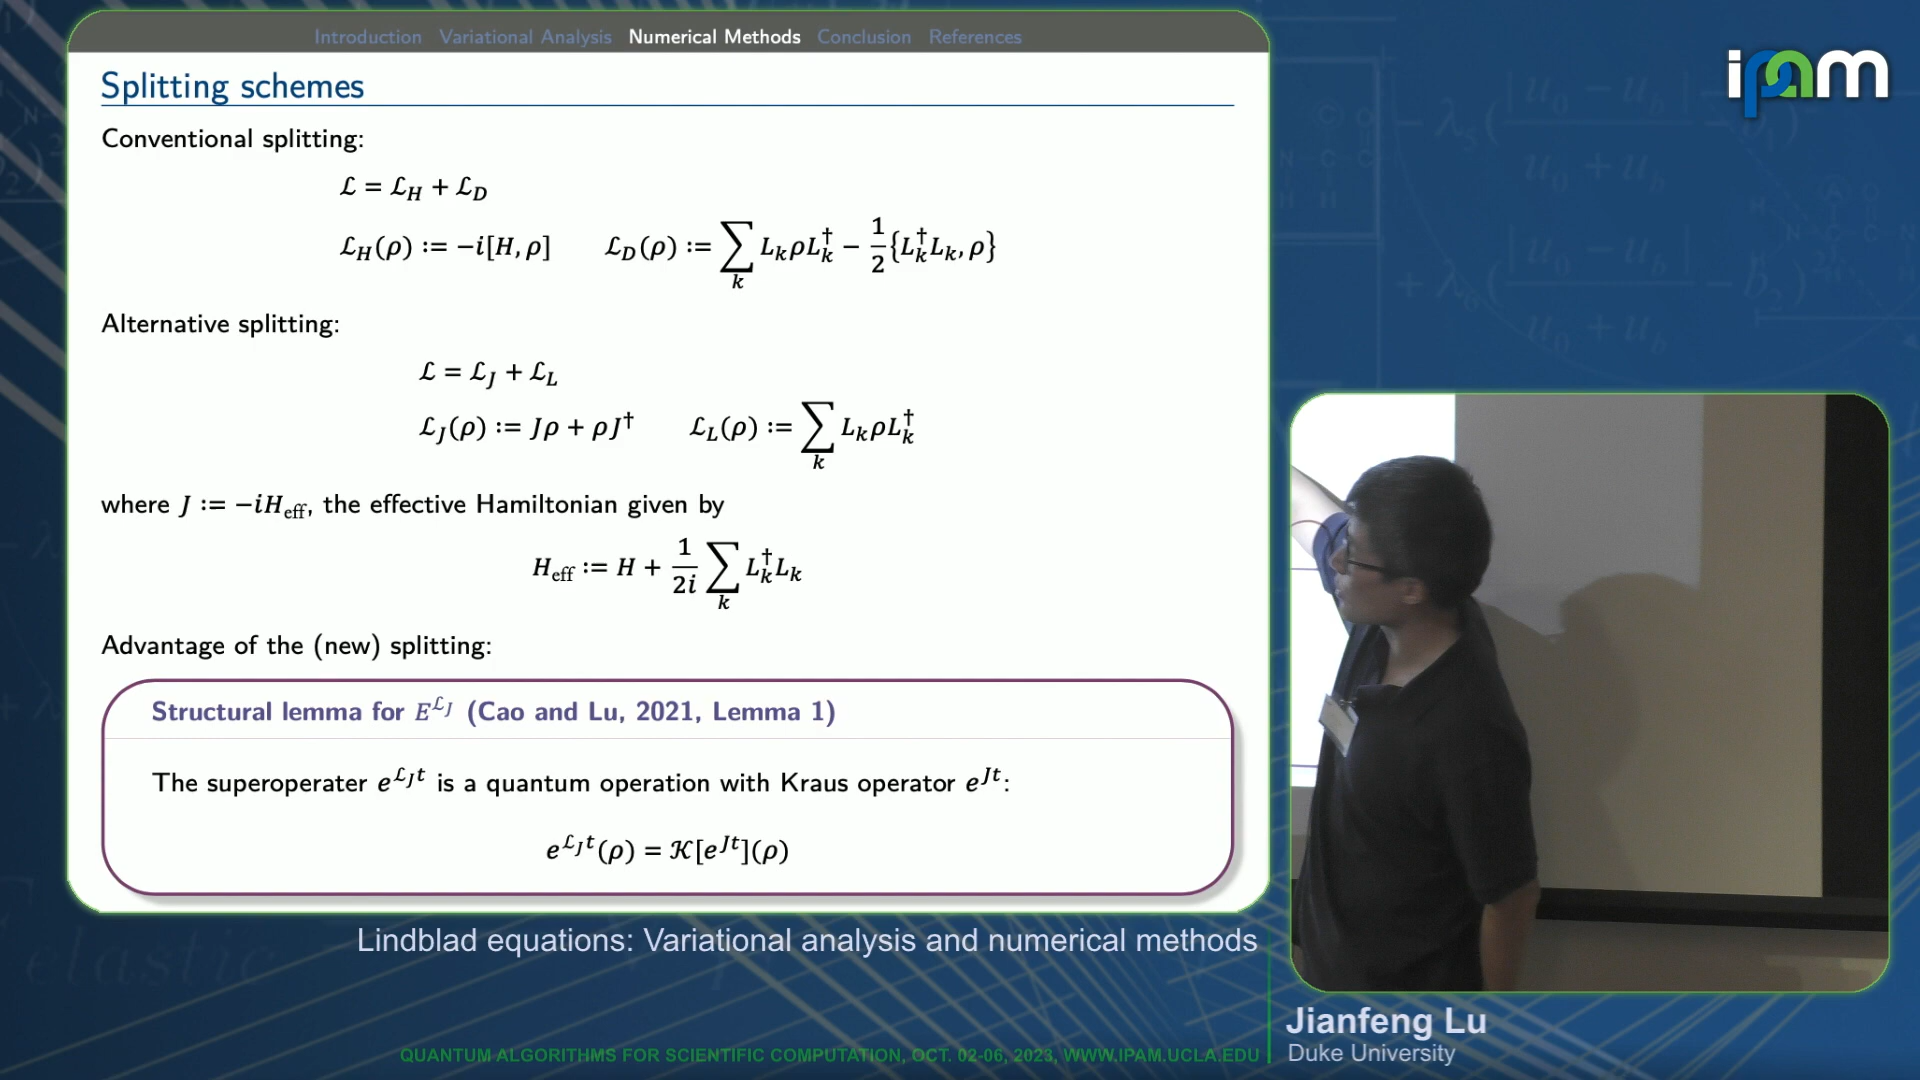 Introduction Variational Analysis Numerical Methods Conclusion References
Splitting schemes
Conventional splitting:
ℒ = ℒ_H + ℒ_D
ℒ_H(ρ) := −i[H, ρ]    ℒ_D(ρ) := ∑_k L_k ρ L_k^† − 1/2 {L_k^† L_k, ρ}
Alternative splitting:
ℒ = ℒ_J + ℒ_L
ℒ_J(ρ) := Jρ + ρJ^†    ℒ_L(ρ) := ∑_k L_k ρ L_k^†
where J := −iH_eff, the effective Hamiltonian given by
H_eff := H + 1/2i ∑_k L_k^† L_k
Advantage of the (new) splitting:
Structural lemma for E^{ℒ_J} (Cao and Lu, 2021, Lemma 1)
The superoperater e^{ℒ_J t} is a quantum operation with Kraus operator e^{Jt}:
e^{ℒ_J t}(ρ) = 𝒦[e^{Jt}](ρ)
ipam
Lindblad equations: Variational analysis and numerical methods
Jianfeng Lu
Duke University
QUANTUM ALGORITHMS FOR SCIENTIFIC COMPUTATION, OCT. 02-06, 2023, WWW.IPAM.UCLA.EDU
elastic